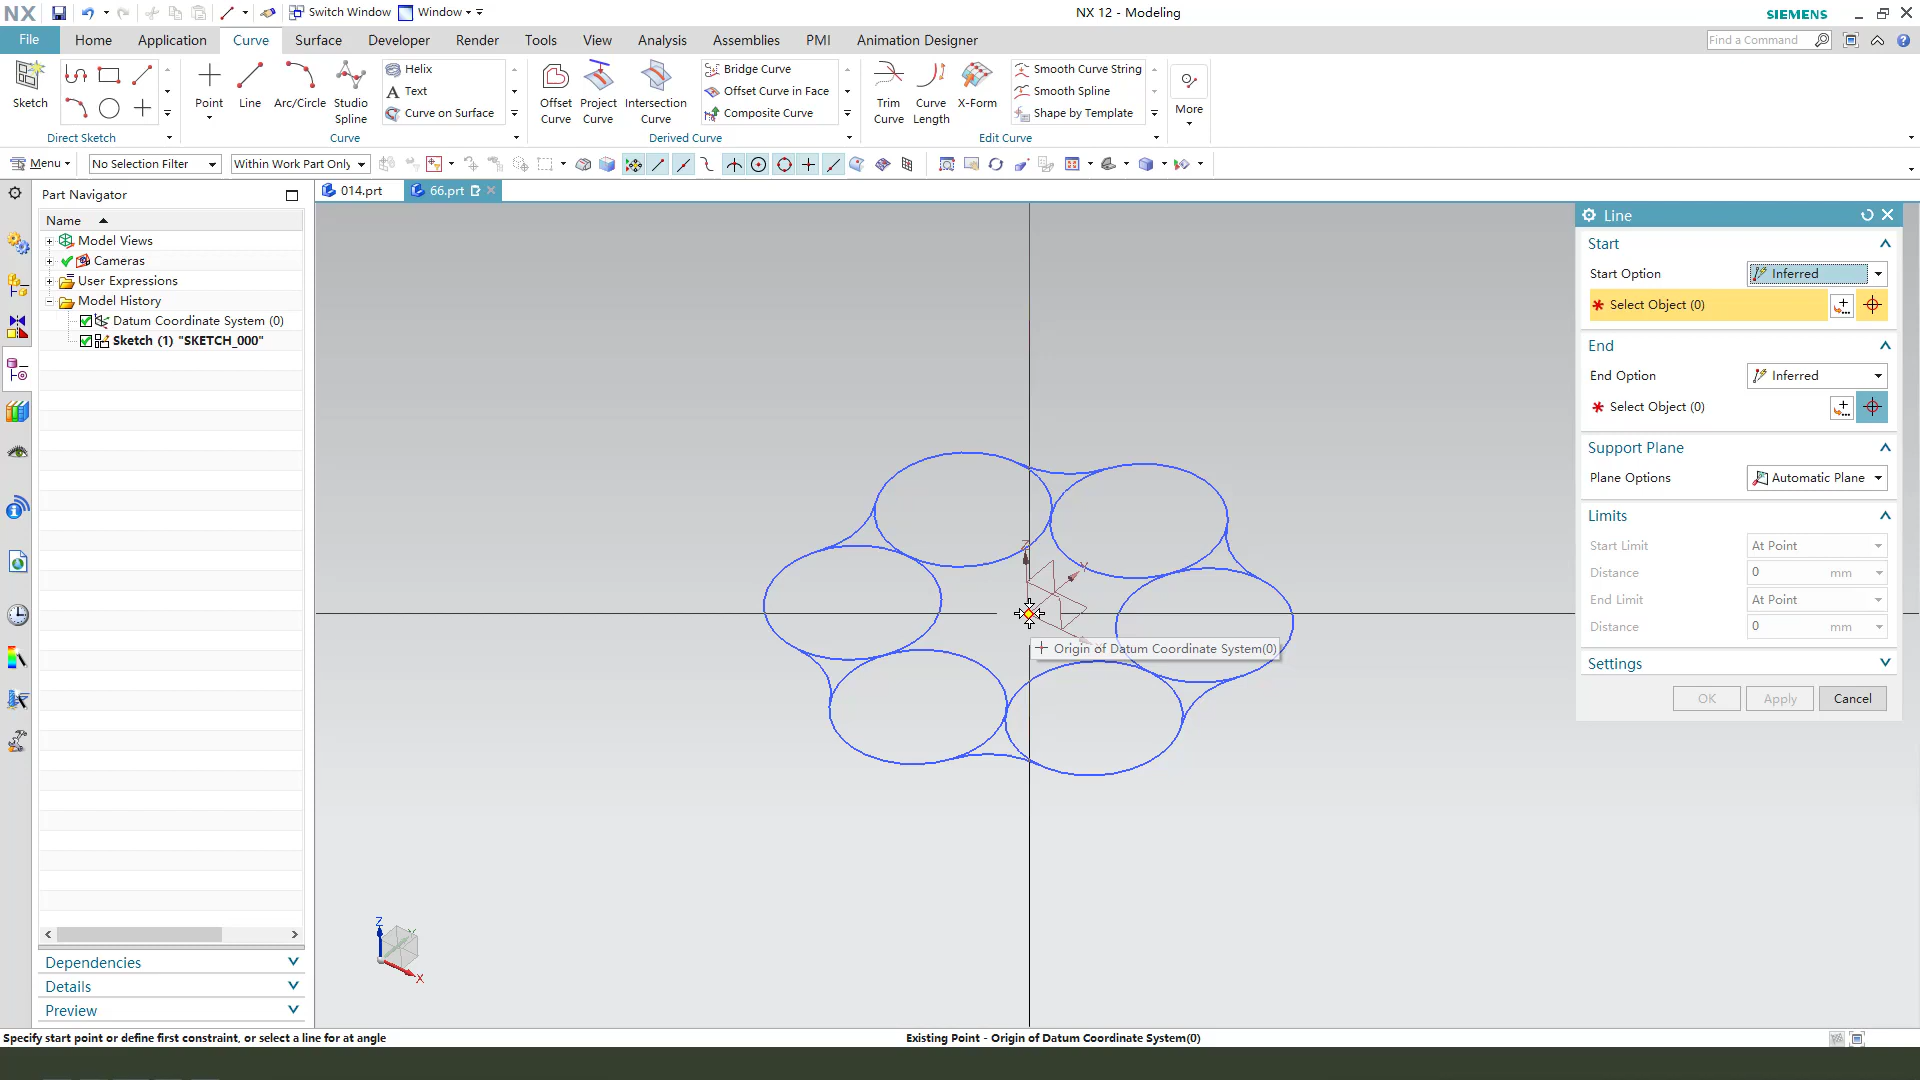 NX
Switch Window
Window
NX 12 - Modeling
SIEMENS
File
Home
Application
Curve
Surface
Developer
Render
Tools
View
Analysis
Assemblies
PMI
Animation Designer
Find a Command
Sketch
Direct Sketch
Point
Line
Arc/Circle
Studio Spline
Helix
Text
Curve on Surface
Curve
Offset Curve
Project Curve
Intersection Curve
Bridge Curve
Offset Curve in Face
Composite Curve
Derived Curve
Trim Curve
Curve Length
X-Form
Smooth Curve String
Smooth Spline
Shape by Template
Edit Curve
More
Menu
No Selection Filter
Within Work Part Only
Part Navigator
Name
Model Views
Cameras
User Expressions
Model History
Datum Coordinate System (0)
Sketch (1) "SKETCH_000"
Dependencies
Details
Preview
014.prt
66.prt
Z
Y
Origin of Datum Coordinate System(0)
Z
Y
X
Line
Start
Start Option
Inferred
* Select Object (0)
End
End Option
Inferred
* Select Object (0)
Support Plane
Plane Options
Automatic Plane
Limits
Start Limit
At Point
Distance
0 mm
End Limit
At Point
Distance
0 mm
Settings
OK
Apply
Cancel
Specify start point or define first constraint, or select a line for at angle
Existing Point - Origin of Datum Coordinate System(0)